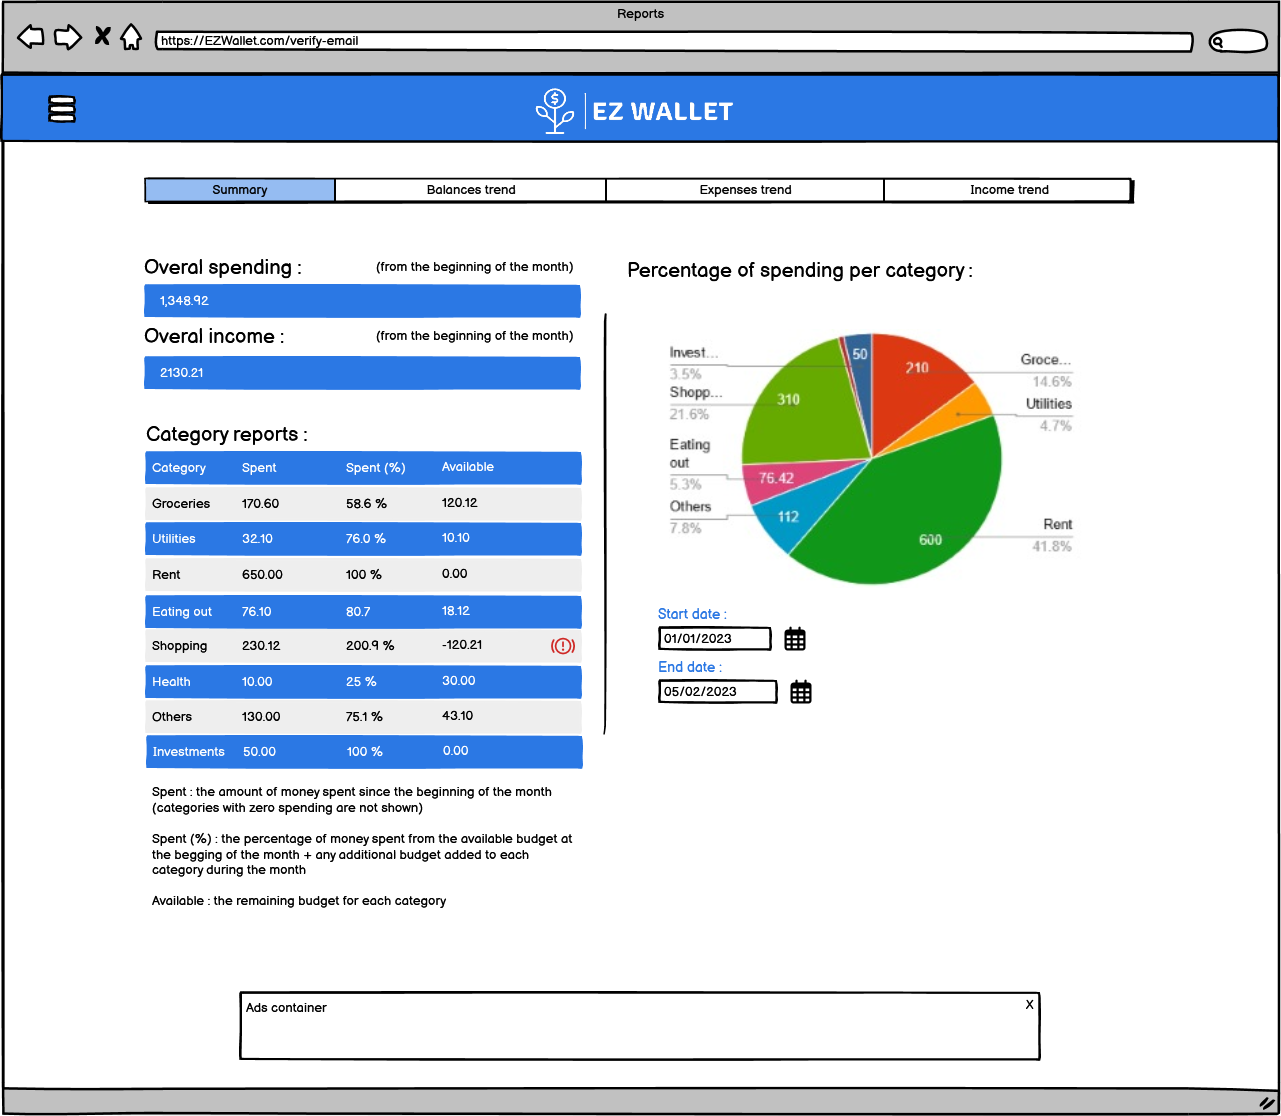 Reports
https://EZWallet.com/verify-email
$
EZ WALLET
Summary Balances trend Expenses trend Income trend
Overal spending : (from the beginning of the month)
1,348.92
Overal income : (from the beginning of the month)
2130.21
Category reports :
Category Spent Spent (%) Available
Groceries 170.60 58.6 % 120.12
Utilities 32.10 76.0 % 10.10
Rent 650.00 100 % 0.00
Eating out 76.10 80.7 18.12
Shopping 230.12 200.9 % -120.21
Health 10.00 25 % 30.00
Others 130.00 75.1 % 43.10
Investments 50.00 100 % 0.00
Spent : the amount of money spent since the beginning of the month
(categories with zero spending are not shown)
Spent (%) : the percentage of money spent from the available budget at
the begging of the month + any additional budget added to each
category during the month
Available : the remaining budget for each category
Percentage of spending per category :
Invest...
3.5%
Shopp...
21.6%
Eating
out
5.3%
Others
7.8%
50
210
310
76.42
112
600
Groce...
14.6%
Utilities
4.7%
Rent
41.8%
Start date :
01/01/2023
End date :
05/02/2023
Ads container X